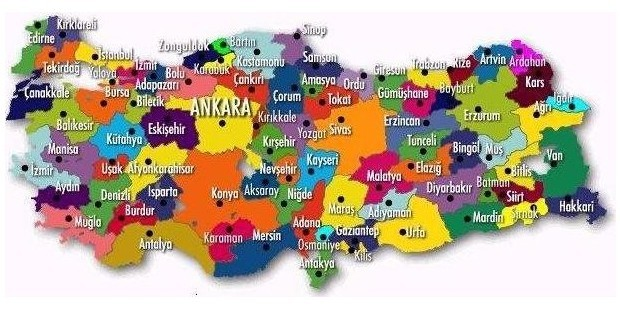 Kırklareli
Edirne
Tekirdağ
İstanbul
Yalova
İzmit
Adapazarı
Zonguldak
Bartın
Karabük
Kastamonu
Sinop
Samsun
Bolu
Çankırı
Amasya
Ordu
Giresun
Trabzon
Rize
Artvin
Ardahan
Kars
Iğdır
Çanakkale
Bursa
Bilecik
ANKARA
Çorum
Tokat
Gümüşhane
Bayburt
Ağrı
Balıkesir
Kütahya
Eskişehir
Kırıkkale
Yozgat
Sivas
Erzincan
Erzurum
Manisa
Kırşehir
Tunceli
Bingöl
Muş
Van
İzmir
Uşak
Afyonkarahisar
Nevşehir
Kayseri
Malatya
Elazığ
Bitlis
Aydın
Denizli
Isparta
Konya
Aksaray
Niğde
Diyarbakır
Batman
Siirt
Muğla
Burdur
Maraş
Adıyaman
Mardin
Şırnak
Hakkari
Antalya
Karaman
Mersin
Adana
Osmaniye
Gaziantep
Urfa
Kilis
Antakya